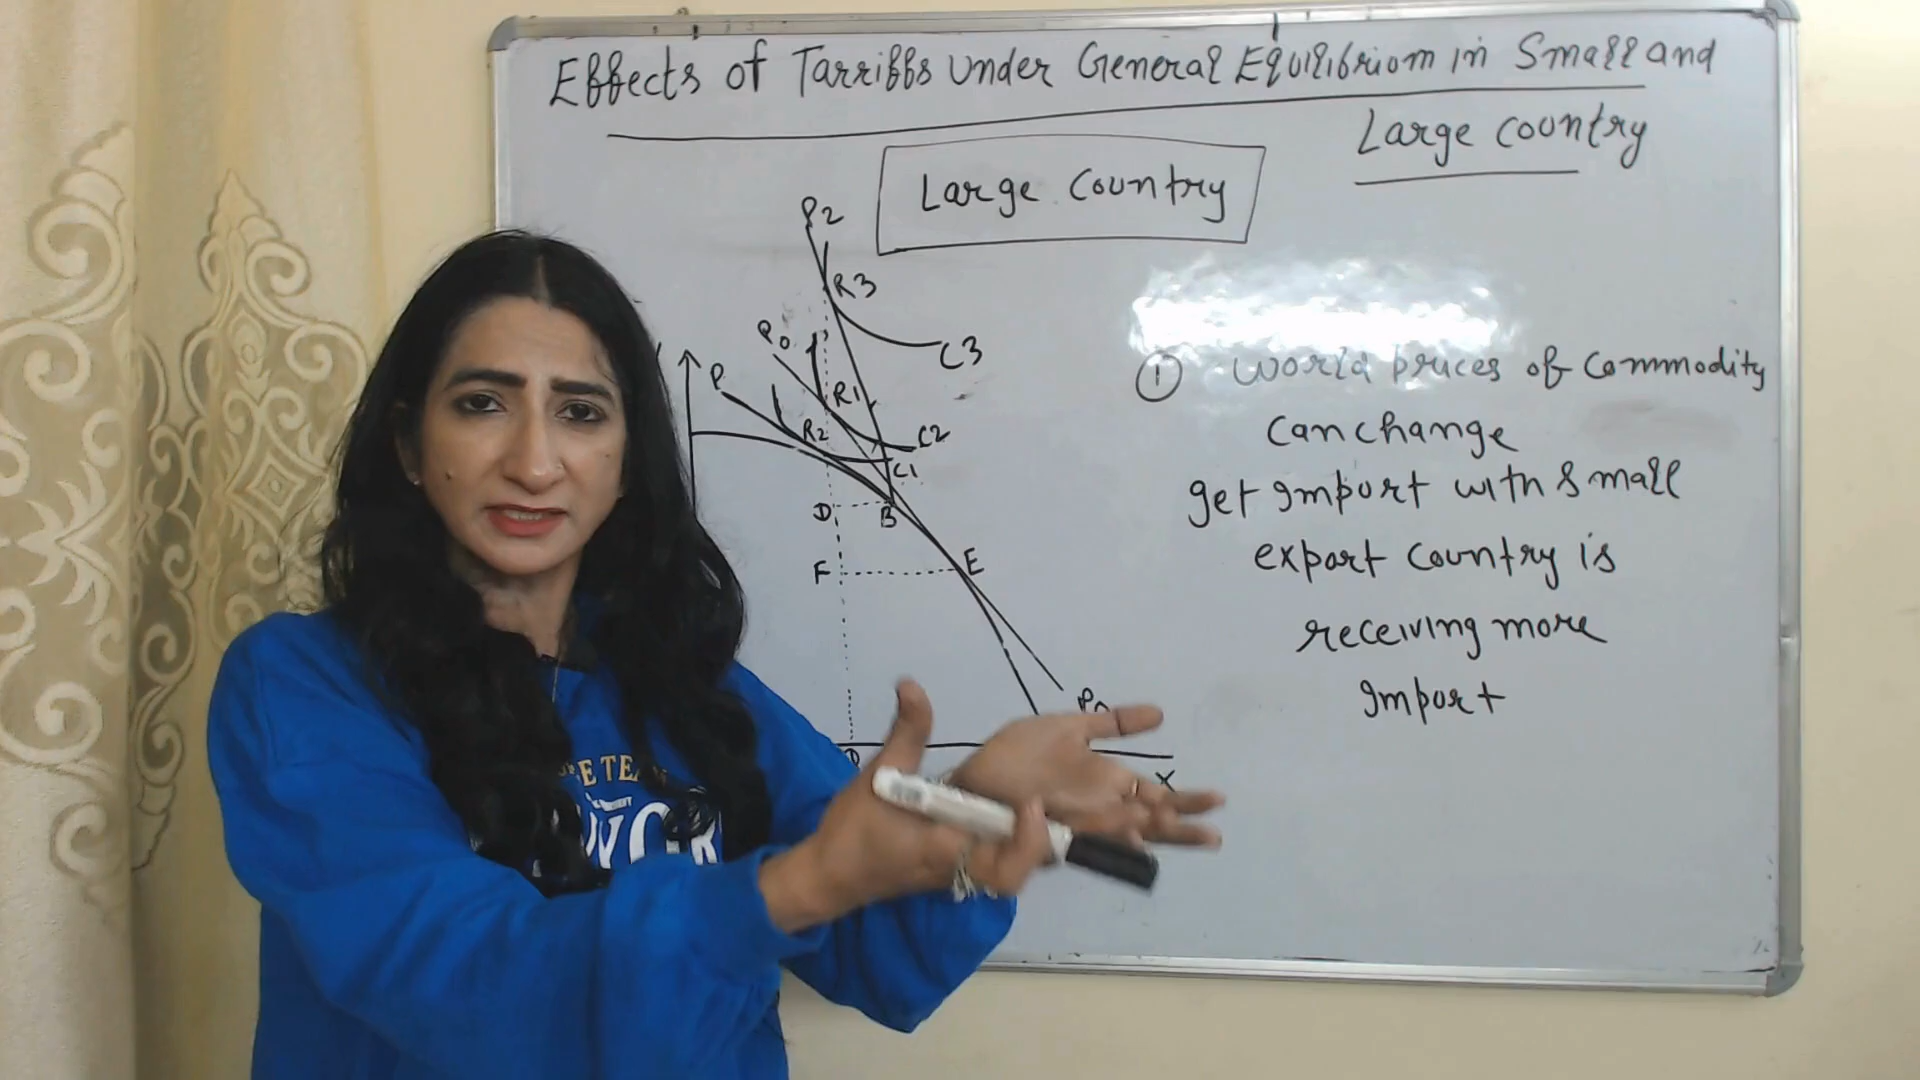 Effects of Tarriffs Under General Equilibriom in Small and
Large country
Large Country
P2
R3
P0
C3
P
R1
R2
C2
C1
D
B
F
E
X
① World prices of Commodity
Can change
get import with small
export country is
receiving more
import
E TEA